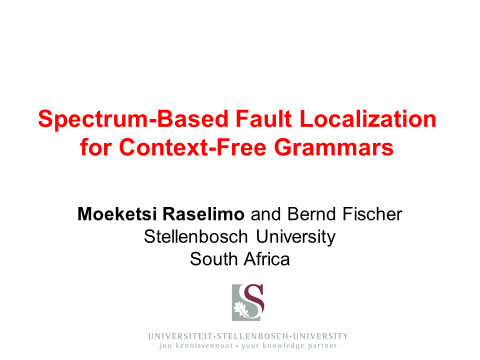 Spectrum-Based Fault Localization
for Context-Free Grammars
Moeketsi Raselimo and Bernd Fischer
Stellenbosch University
South Africa
S
UNIVERSITEIT•STELLENBOSCH•UNIVERSITY
jou kennisvennoot • your knowledge partner